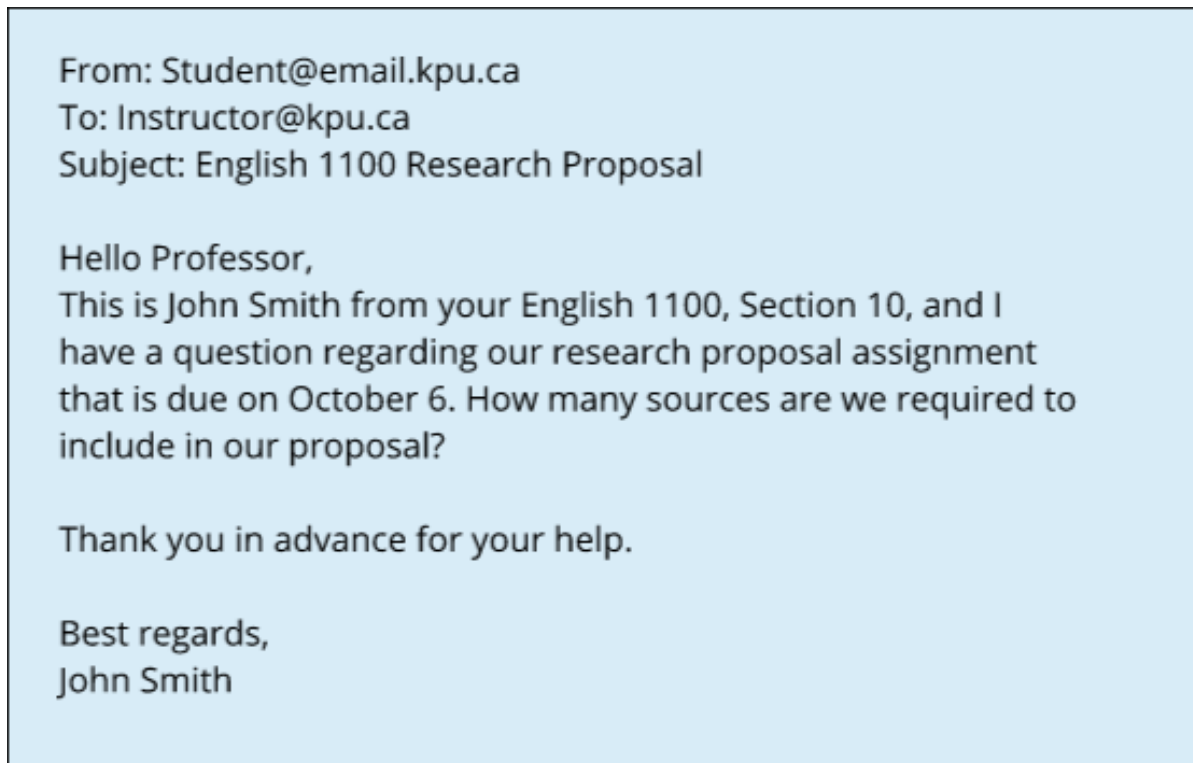 From: Student@email.kpu.ca
To: Instructor@kpu.ca
Subject: English 1100 Research Proposal
Hello Professor,
This is John Smith from your English 1100, Section 10, and I
have a question regarding our research proposal assignment
that is due on October 6. How many sources are we required to
include in our proposal?
Thank you in advance for your help.
Best regards,
John Smith